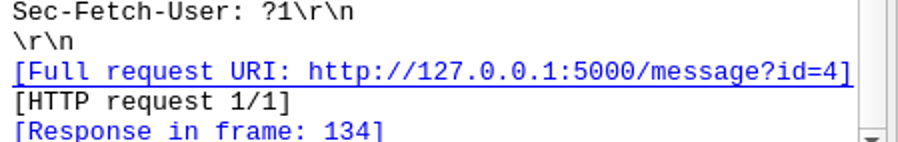 Sec-Fetch-User: ?1\r\n
\r\n
[Full request URI: http://127.0.0.1:5000/message?id=4]
[HTTP request 1/1]
[Response in frame: 134]